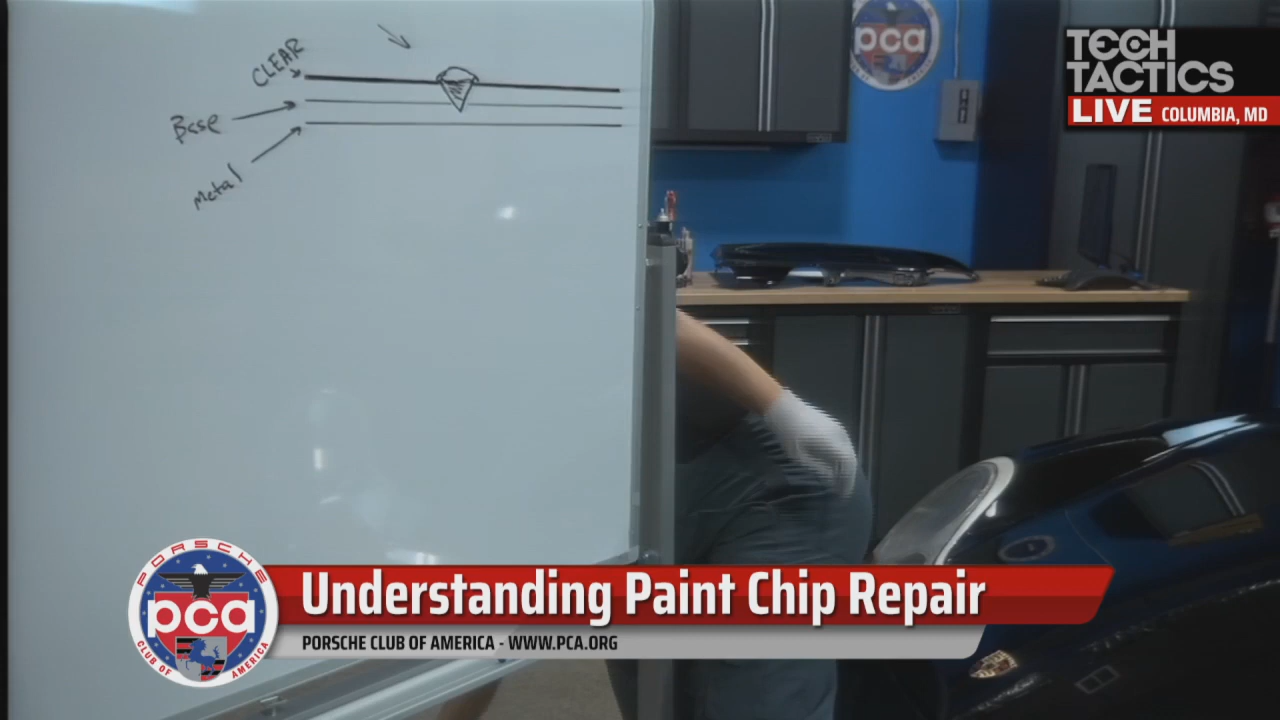 CLEAR
Base
Metal
pca
TECH
TACTICS
LIVE COLUMBIA, MD
PORSCHE
pca
CLUB OF AMERICA
Understanding Paint Chip Repair
PORSCHE CLUB OF AMERICA - WWW.PCA.ORG